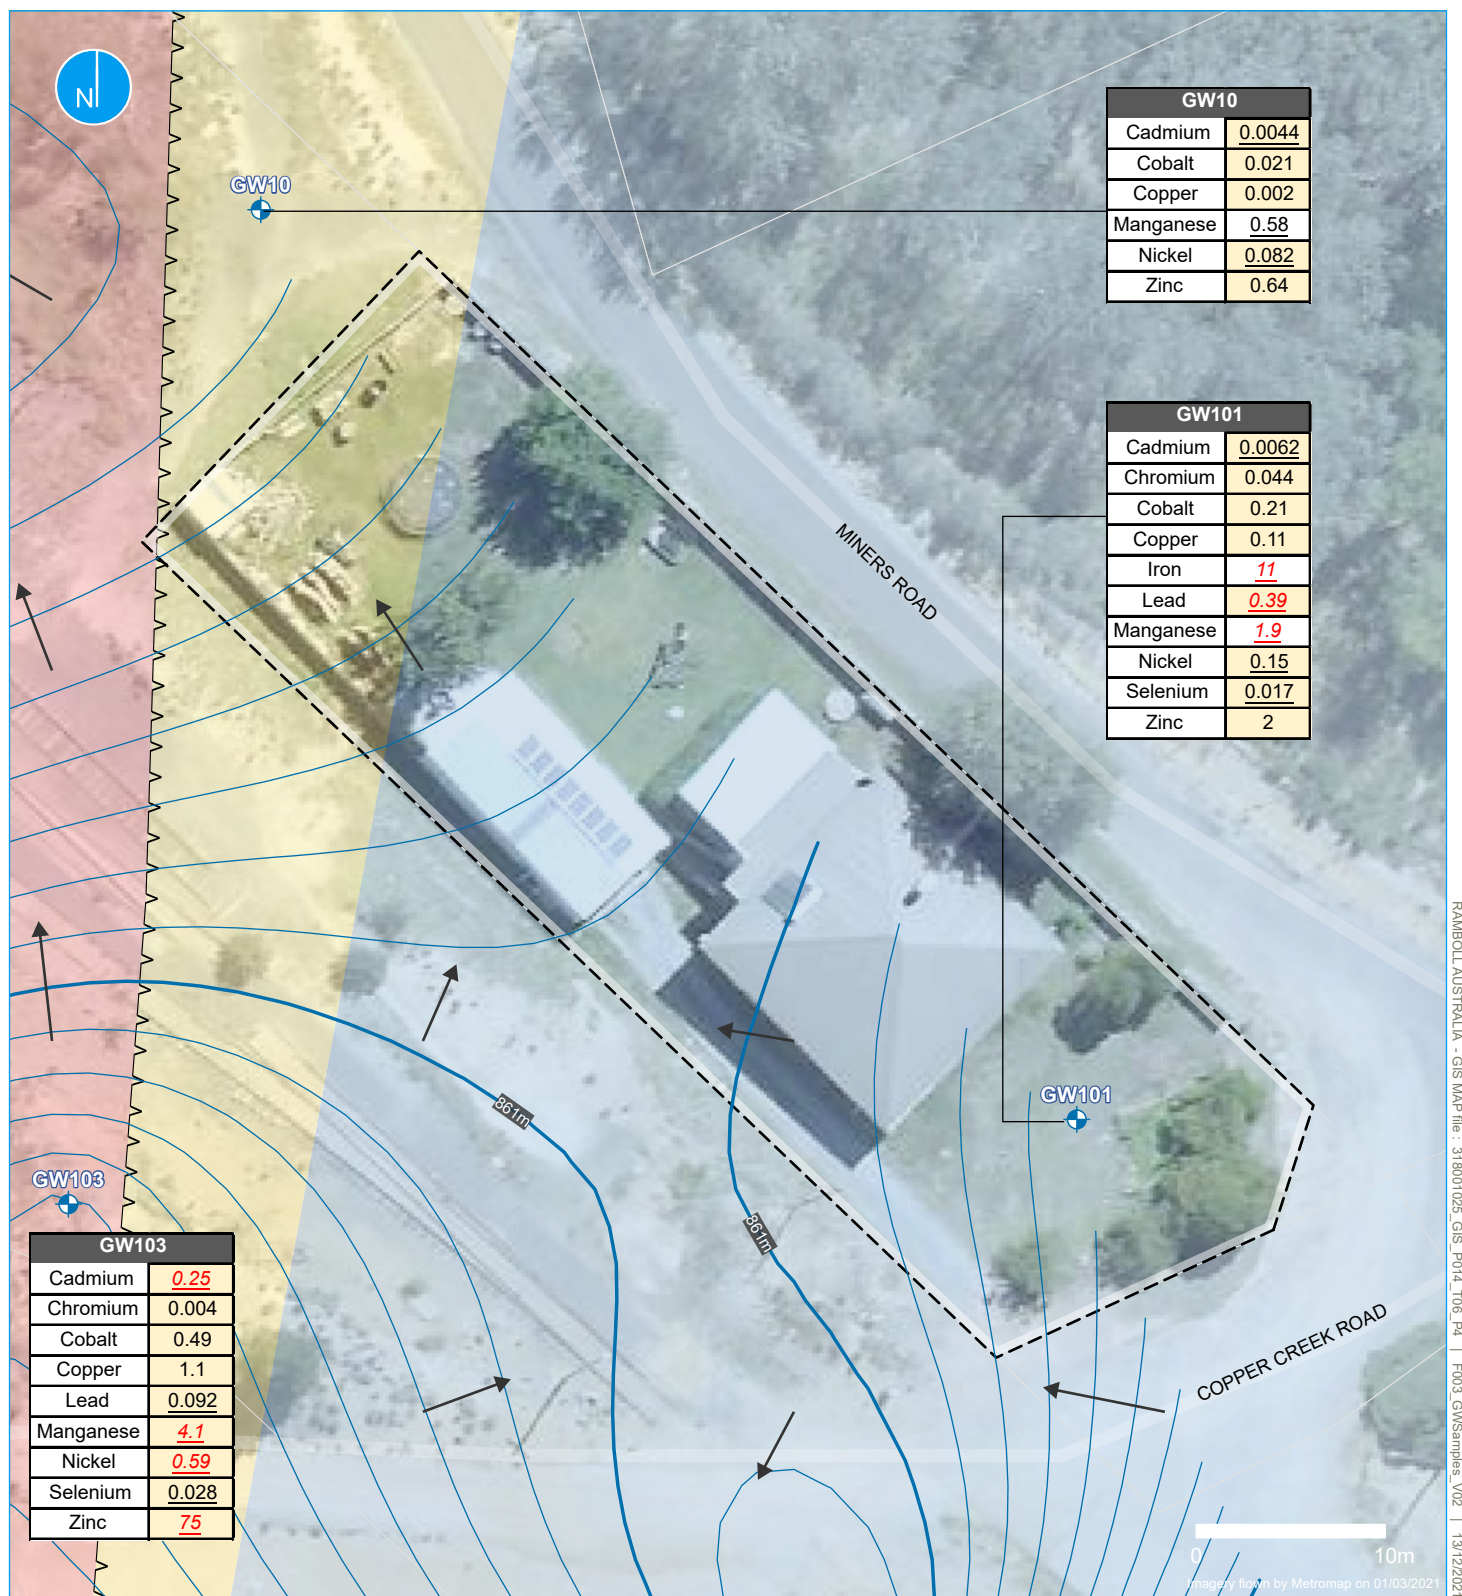 N
GW10
GW10
Cadmium 0.0044
Cobalt 0.021
Copper 0.002
Manganese 0.58
Nickel 0.082
Zinc 0.64
GW101
Cadmium 0.0062
Chromium 0.044
Cobalt 0.21
Copper 0.11
Iron 11
Lead 0.39
Manganese 1.9
Nickel 0.15
Selenium 0.017
Zinc 2
MINERS ROAD
861m
GW101
GW103
861m
GW103
Cadmium 0.25
Chromium 0.004
Cobalt 0.49
Copper 1.1
Lead 0.092
Manganese 4.1
Nickel 0.59
Selenium 0.028
Zinc 75
COPPER CREEK ROAD
0 10m
Imagery flown by Metromap on 01/03/2021
RAMBOLL AUSTRALIA - GIS MAP file : 318001025_GIS_P014_T06_P4 | F003_GWSamples_V02 | 13/12/202